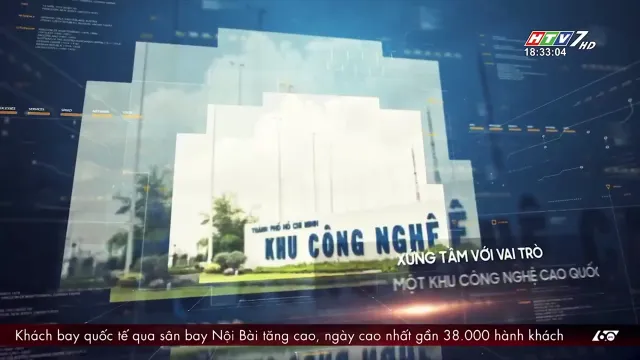 HTV7 HD
18:33:04
THÀNH PHỐ HỒ CHÍ MINH
KHU CÔNG NGHỆ
XỨNG TẦM VỚI VAI TRÒ
MỘT KHU CÔNG NGHỆ CAO QUỐC
Khách bay quốc tế qua sân bay Nội Bài tăng cao, ngày cao nhất gần 38.000 hành khách